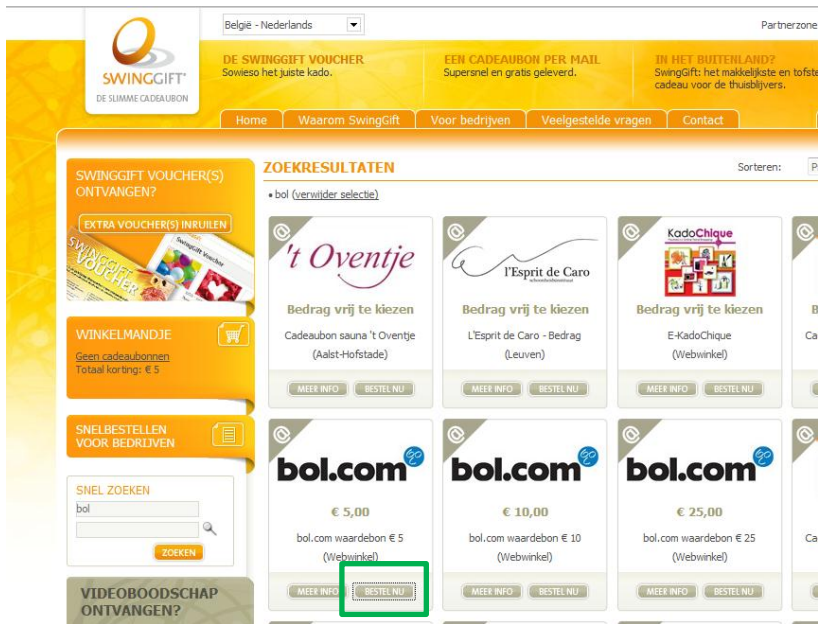 België - Nederlands
Partnerzone
SWINGGIFT
DE SLIMME CADEAUBON
DE SWINGGIFT VOUCHER
Sowieso het juiste kado.
EEN CADEAUBON PER MAIL
Supersnel en gratis geleverd.
IN HET BUITENLAND?
SwingGift: het makkelijkste en tofste
cadeau voor de thuisblijvers.
Home
Waarom SwingGift
Voor bedrijven
Veelgestelde vragen
Contact
SWINGGIFT VOUCHER(S)
ONTVANGEN?
EXTRA VOUCHER(S) INRUILEN
SWINGGIFT
VOUCHER
SwingGift Voucher
WINKELMANDJE
Geen cadeaubonnen
Totaal korting: € 5
SNELBESTELLEN
VOOR BEDRIJVEN
SNEL ZOEKEN
bol
ZOEKEN
VIDEOBOODSCHAP
ONTVANGEN?
ZOEKRESULTATEN
Sorteren:
• bol (verwijder selectie)
@
't Oventje
Bedrag vrij te kiezen
Cadeaubon sauna 't Oventje
(Aalst-Hofstade)
MEER INFO BESTEL NU
@
l'Esprit de Caro
Bedrag vrij te kiezen
L'Esprit de Caro - Bedrag
(Leuven)
MEER INFO BESTEL NU
@
KadoChique
Bedrag vrij te kiezen
E-KadoChique
(Webwinkel)
MEER INFO BESTEL NU
@
B
Ca
@
bol.com
€ 5,00
bol.com waardebon € 5
(Webwinkel)
MEER INFO BESTEL NU
@
bol.com
€ 10,00
bol.com waardebon € 10
(Webwinkel)
MEER INFO BESTEL NU
@
bol.com
€ 25,00
bol.com waardebon € 25
(Webwinkel)
MEER INFO BESTEL NU
@
Ca